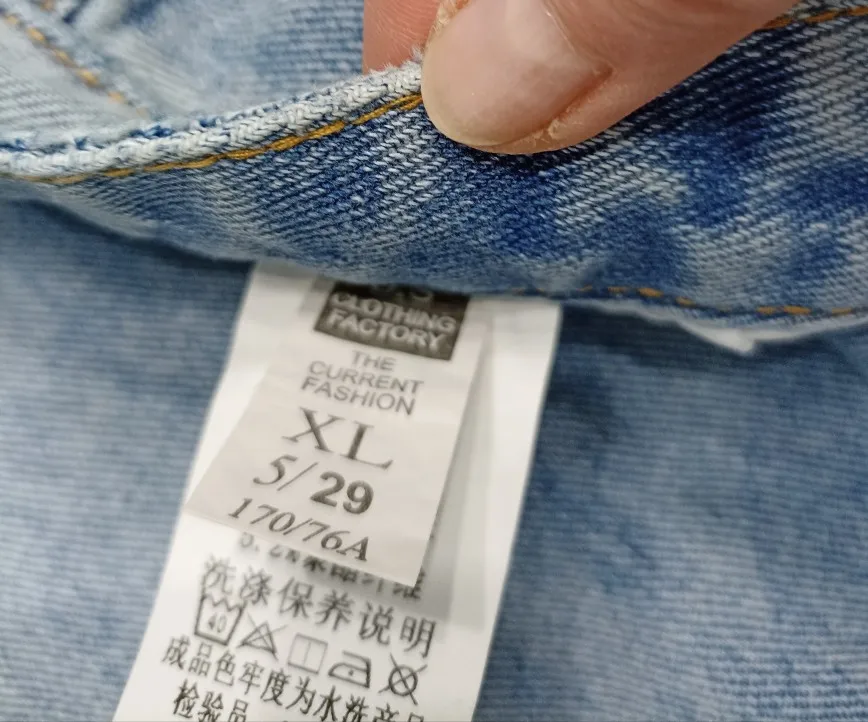 CLOTHING
FACTORY
THE
CURRENT
FASHION
XL
5/29
170/76A
洗涤保养说明
40
成品色牢度为水洗产品
检验员